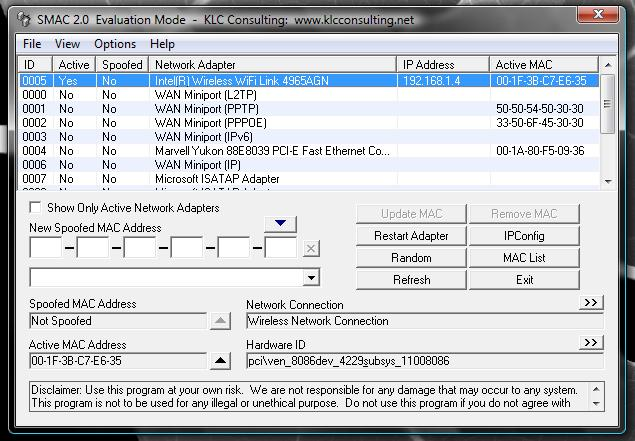 SMAC 2.0 Evaluation Mode - KLC Consulting: www.klcconsulting.net
File View Options Help
ID Active Spoofed Network Adapter IP Address Active MAC
0005 Yes No Intel(R) Wireless WiFi Link 4965AGN 192.168.1.4 00-1F-3B-C7-E6-35
0000 No No WAN Miniport (L2TP)
0001 No No WAN Miniport (PPTP) 50-50-54-50-30-30
0002 No No WAN Miniport (PPPOE) 33-50-6F-45-30-30
0003 No No WAN Miniport (IPv6)
0004 No No Marvell Yukon 88E8039 PCI-E Fast Ethernet Co... 00-1A-80-F5-09-36
0006 No No WAN Miniport (IP)
0007 No No Microsoft ISATAP Adapter
Show Only Active Network Adapters
New Spoofed MAC Address
Update MAC Remove MAC
Restart Adapter IPConfig
Random MAC List
Refresh Exit
Spoofed MAC Address
Not Spoofed
Network Connection
Wireless Network Connection
Active MAC Address
00-1F-3B-C7-E6-35
Hardware ID
pci\ven_8086dev_4229subsys_11008086
Disclaimer: Use this program at your own risk. We are not responsible for any damage that may occur to any system.
This program is not to be used for any illegal or unethical purpose. Do not use this program if you do not agree with